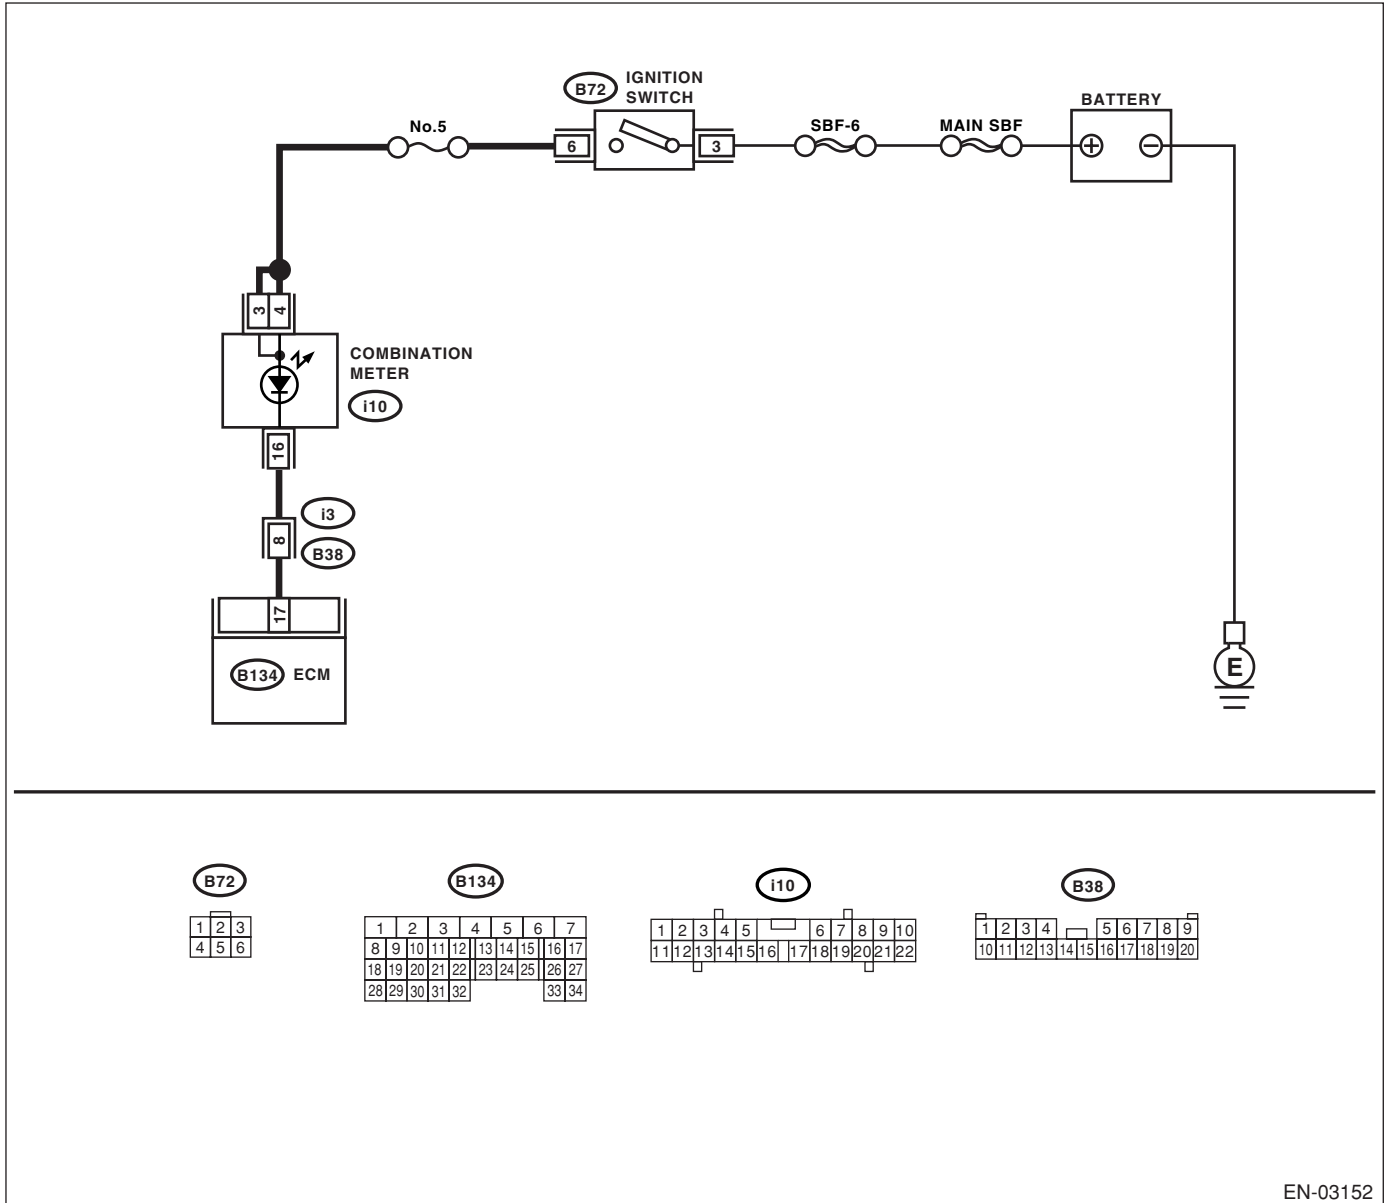 B72
IGNITION
SWITCH
BATTERY
No.5
SBF-6
MAIN SBF
6
3
3
4
COMBINATION
METER
i10
16
i3
8
B38
17
B134 ECM
E
B72
B134
i10
B38
1 2 3
4 5 6
1 2 3 4 5 6 7
8 9 10 11 12 13 14 15 16 17
18 19 20 21 22 23 24 25 26 27
28 29 30 31 32 33 34
1 2 3 4 5 6 7 8 9 10
11 12 13 14 15 16 17 18 19 20 21 22
1 2 3 4 5 6 7 8 9
10 11 12 13 14 15 16 17 18 19 20
EN-03152